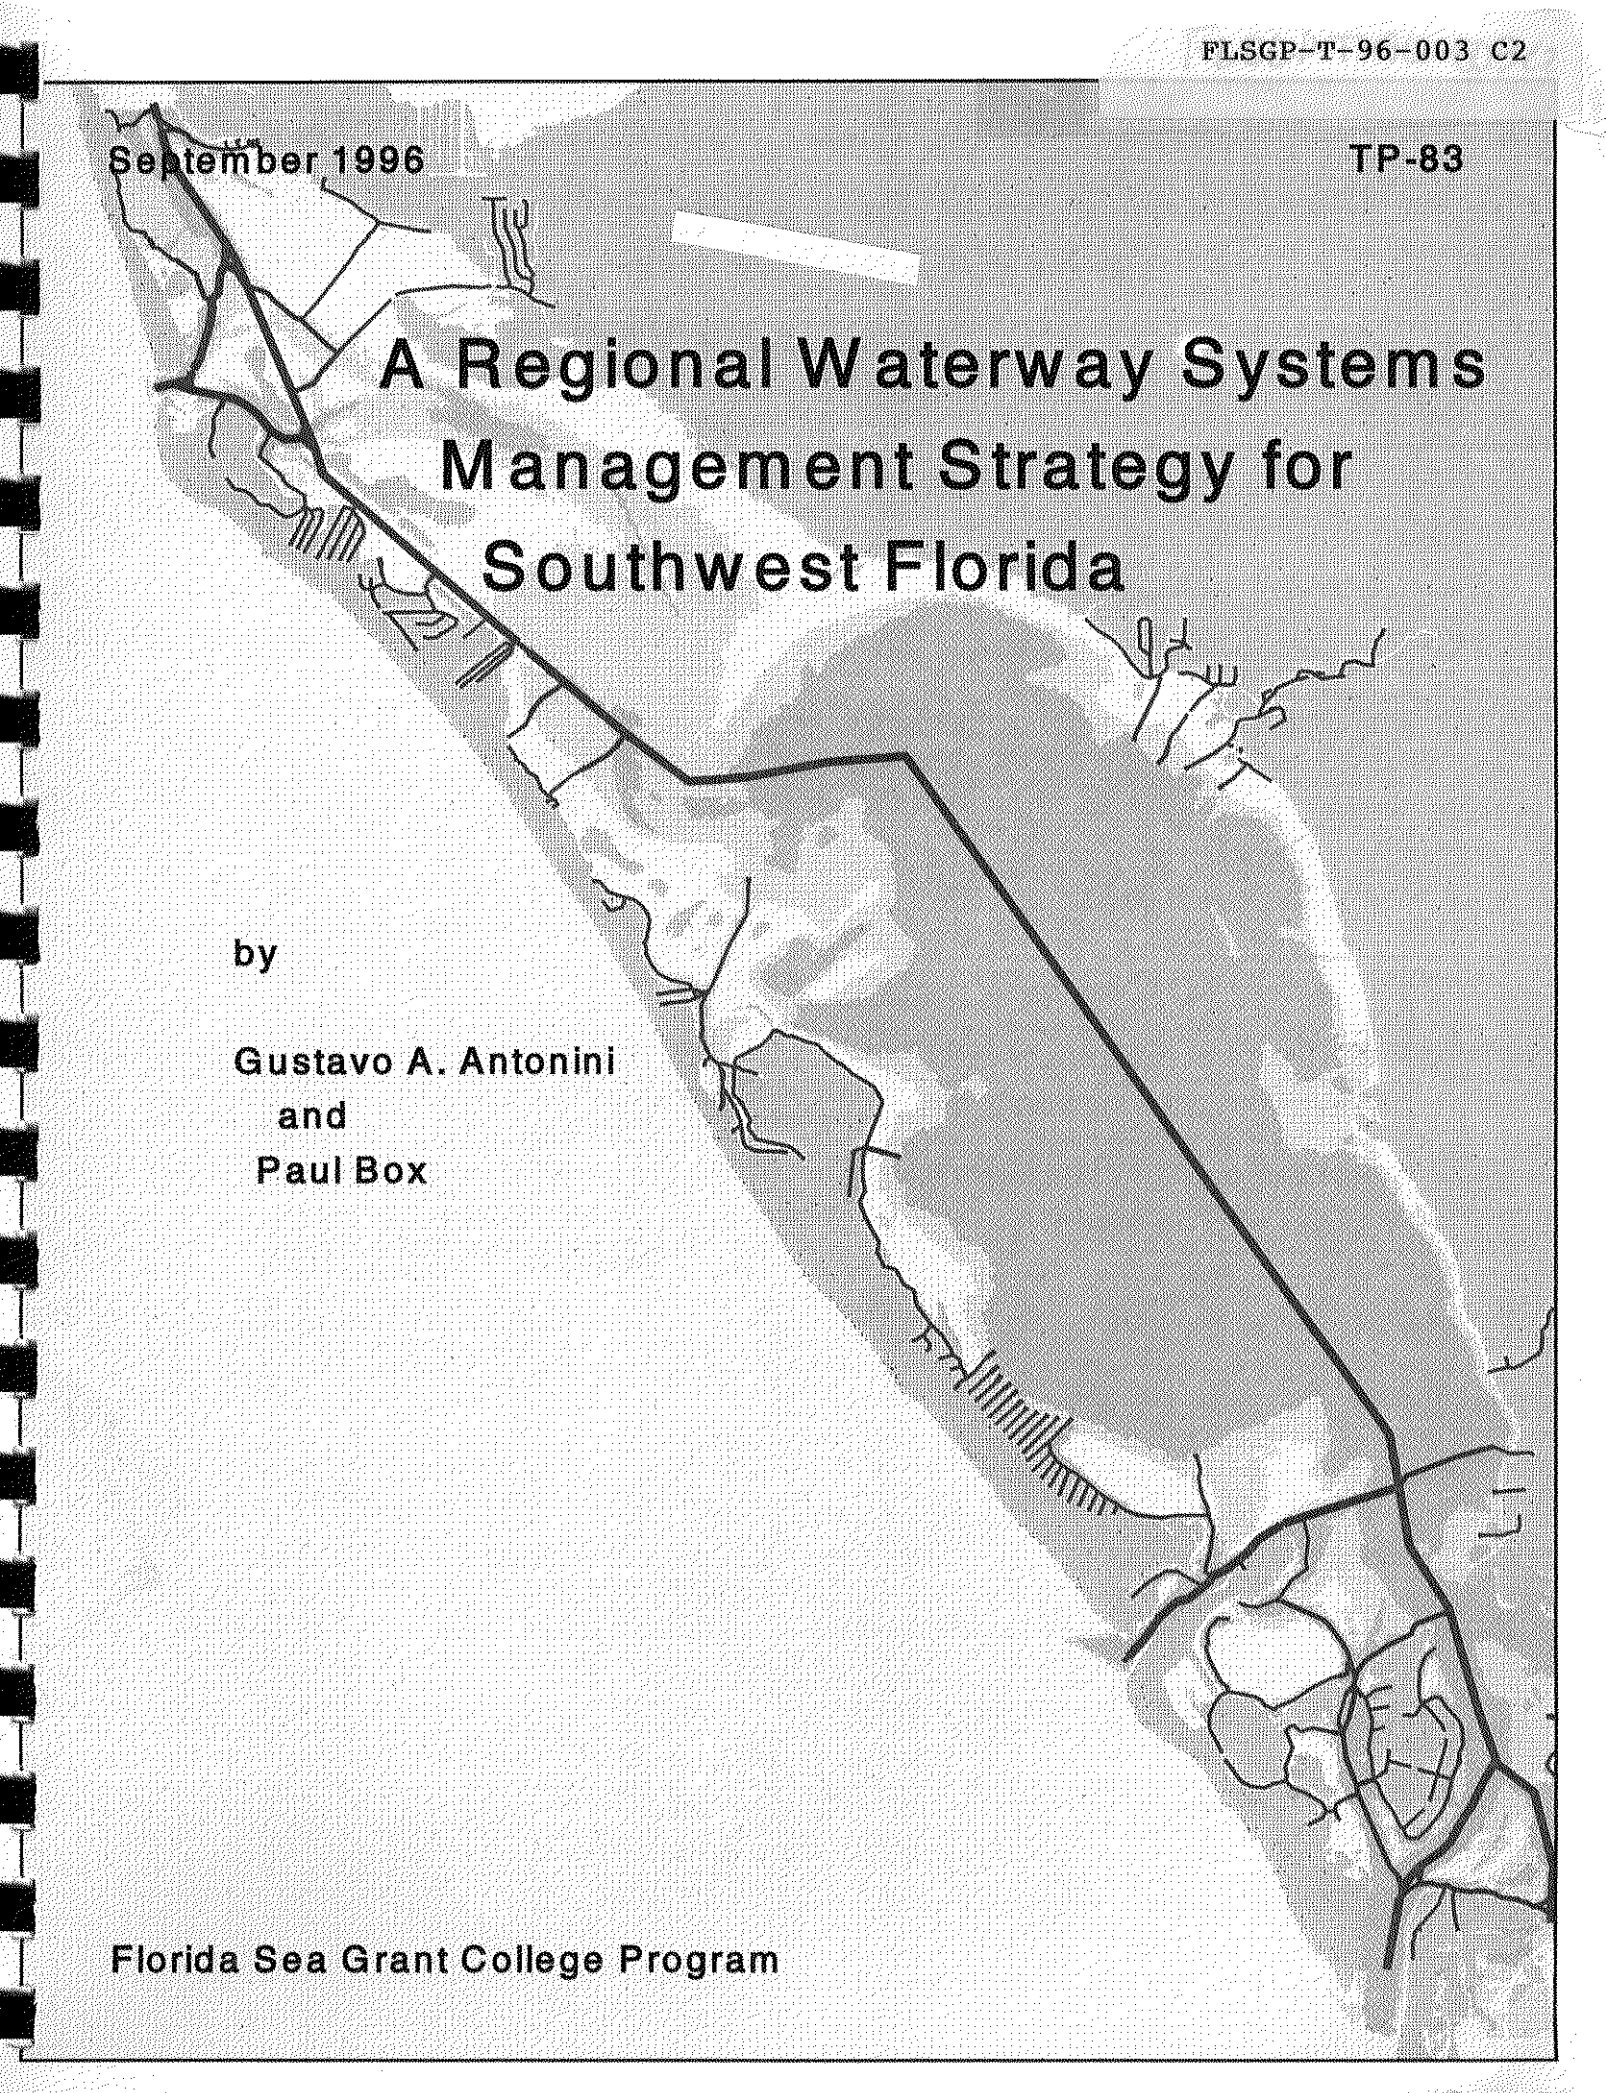 FLSGP-T-96-003 C2
September 1996
TP-83
A Regional Waterway Systems
Management Strategy for
Southwest Florida
by
Gustavo A. Antonini
and
Paul Box
Florida Sea Grant College Program